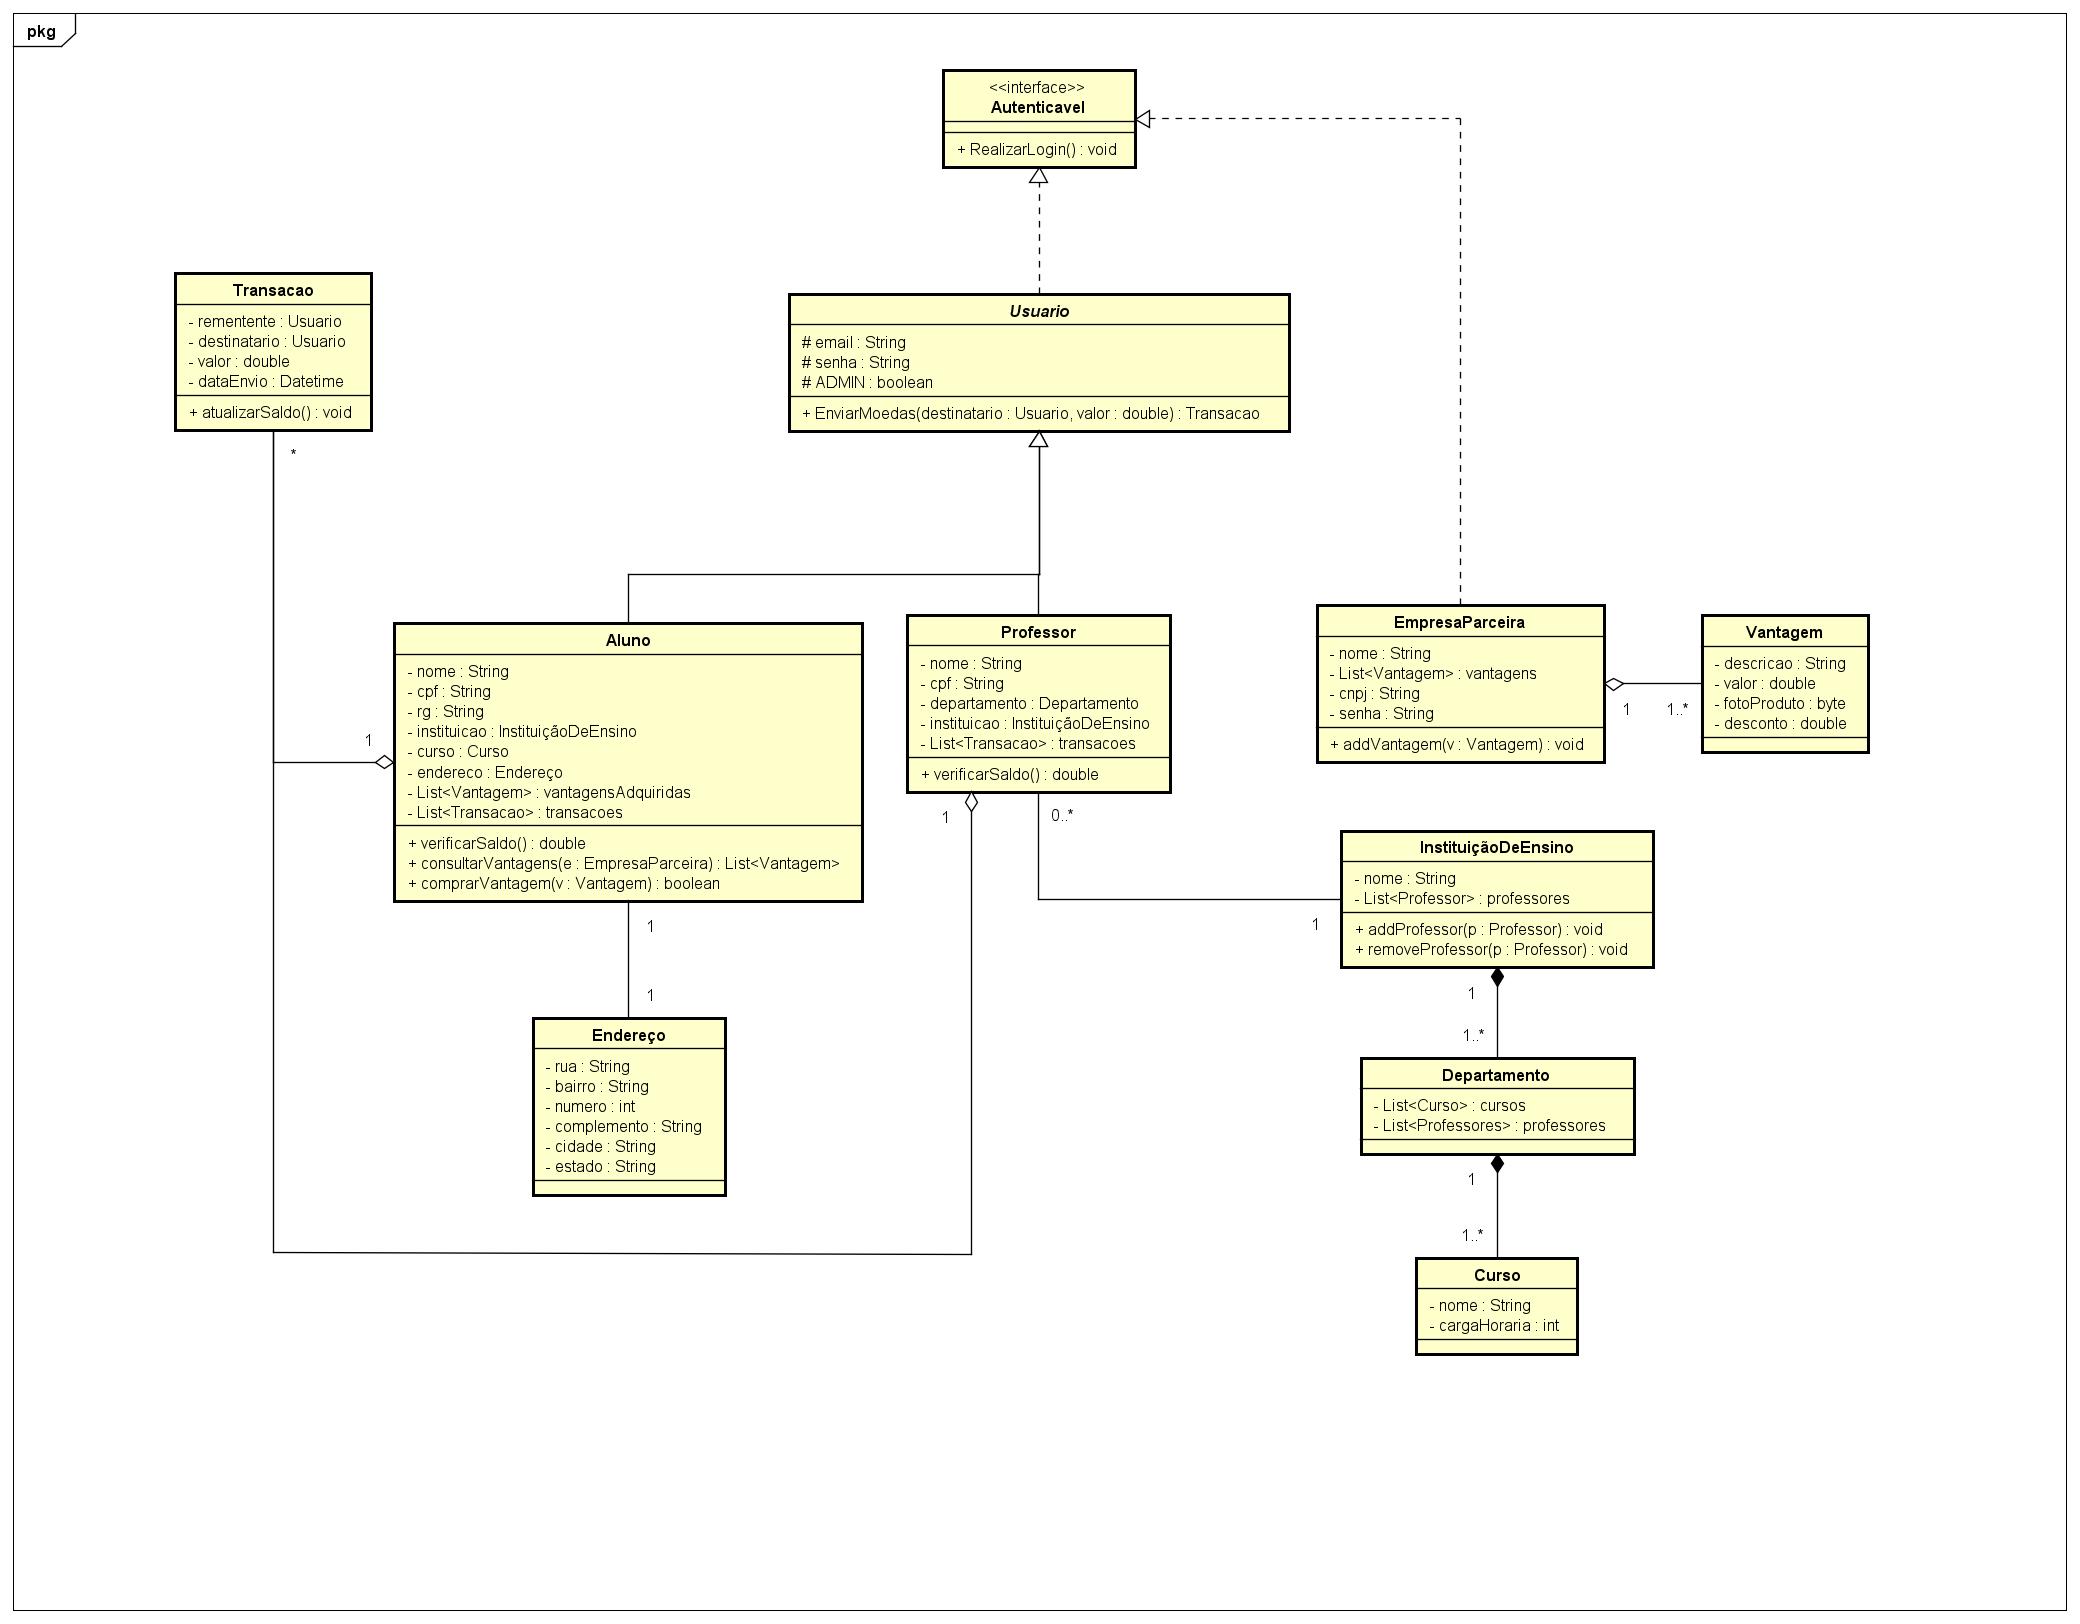 pkg
<<interface>>
Autenticavel
+ RealizarLogin() : void
Transacao
- rementente : Usuario
- destinatario : Usuario
- valor : double
- dataEnvio : Datetime
+ atualizarSaldo() : void
*
Usuario
# email : String
# senha : String
# ADMIN : boolean
+ EnviarMoedas(destinatario : Usuario, valor : double) : Transacao
Aluno
- nome : String
- cpf : String
- rg : String
- instituicao : InstituiçãoDeEnsino
- curso : Curso
- endereco : Endereço
- List<Vantagem> : vantagensAdquiridas
- List<Transacao> : transacoes
+ verificarSaldo() : double
+ consultarVantagens(e : EmpresaParceira) : List<Vantagem>
+ comprarVantagem(v : Vantagem) : boolean
1
1
1
Professor
- nome : String
- cpf : String
- departamento : Departamento
- instituicao : InstituiçãoDeEnsino
- List<Transacao> : transacoes
+ verificarSaldo() : double
1
0..*
EmpresaParceira
- nome : String
- List<Vantagem> : vantagens
- cnpj : String
- senha : String
+ addVantagem(v : Vantagem) : void
1
1..*
Vantagem
- descricao : String
- valor : double
- fotoProduto : byte
- desconto : double
Endereço
- rua : String
- bairro : String
- numero : int
- complemento : String
- cidade : String
- estado : String
InstituiçãoDeEnsino
- nome : String
- List<Professor> : professores
+ addProfessor(p : Professor) : void
+ removeProfessor(p : Professor) : void
1
1
1..*
Departamento
- List<Curso> : cursos
- List<Professores> : professores
1
1..*
Curso
- nome : String
- cargaHoraria : int